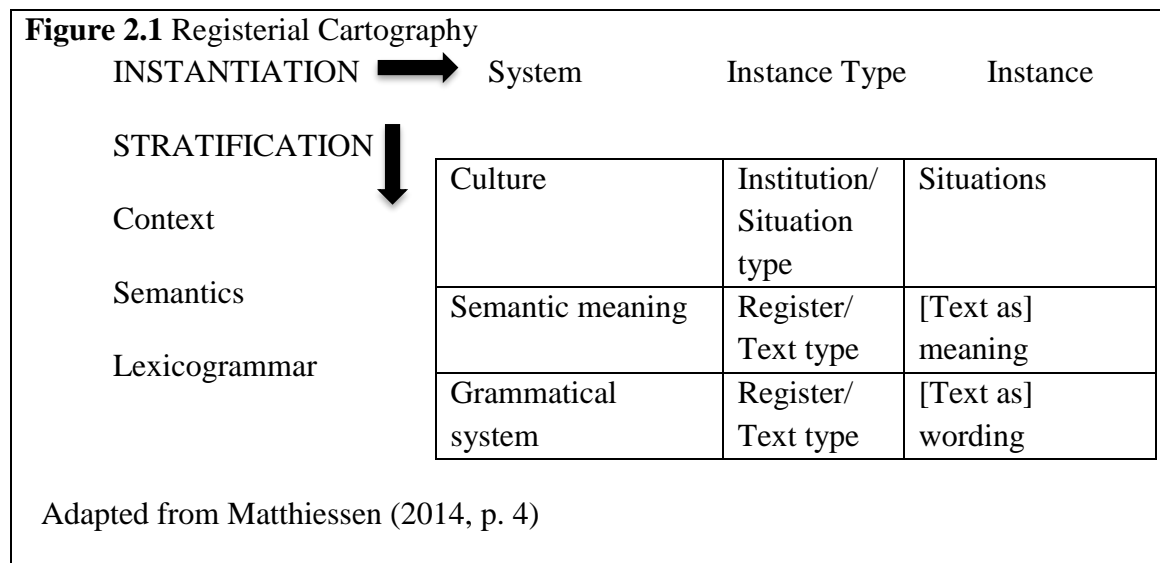 Figure 2.1 Registerial Cartography
INSTANTIATION System Instance Type Instance
STRATIFICATION
Context
Semantics
Lexicogrammar
Culture Institution/ Situations
Situation
type
Semantic meaning Register/ [Text as]
Text type meaning
Grammatical Register/ [Text as]
system Text type wording
Adapted from Matthiessen (2014, p. 4)